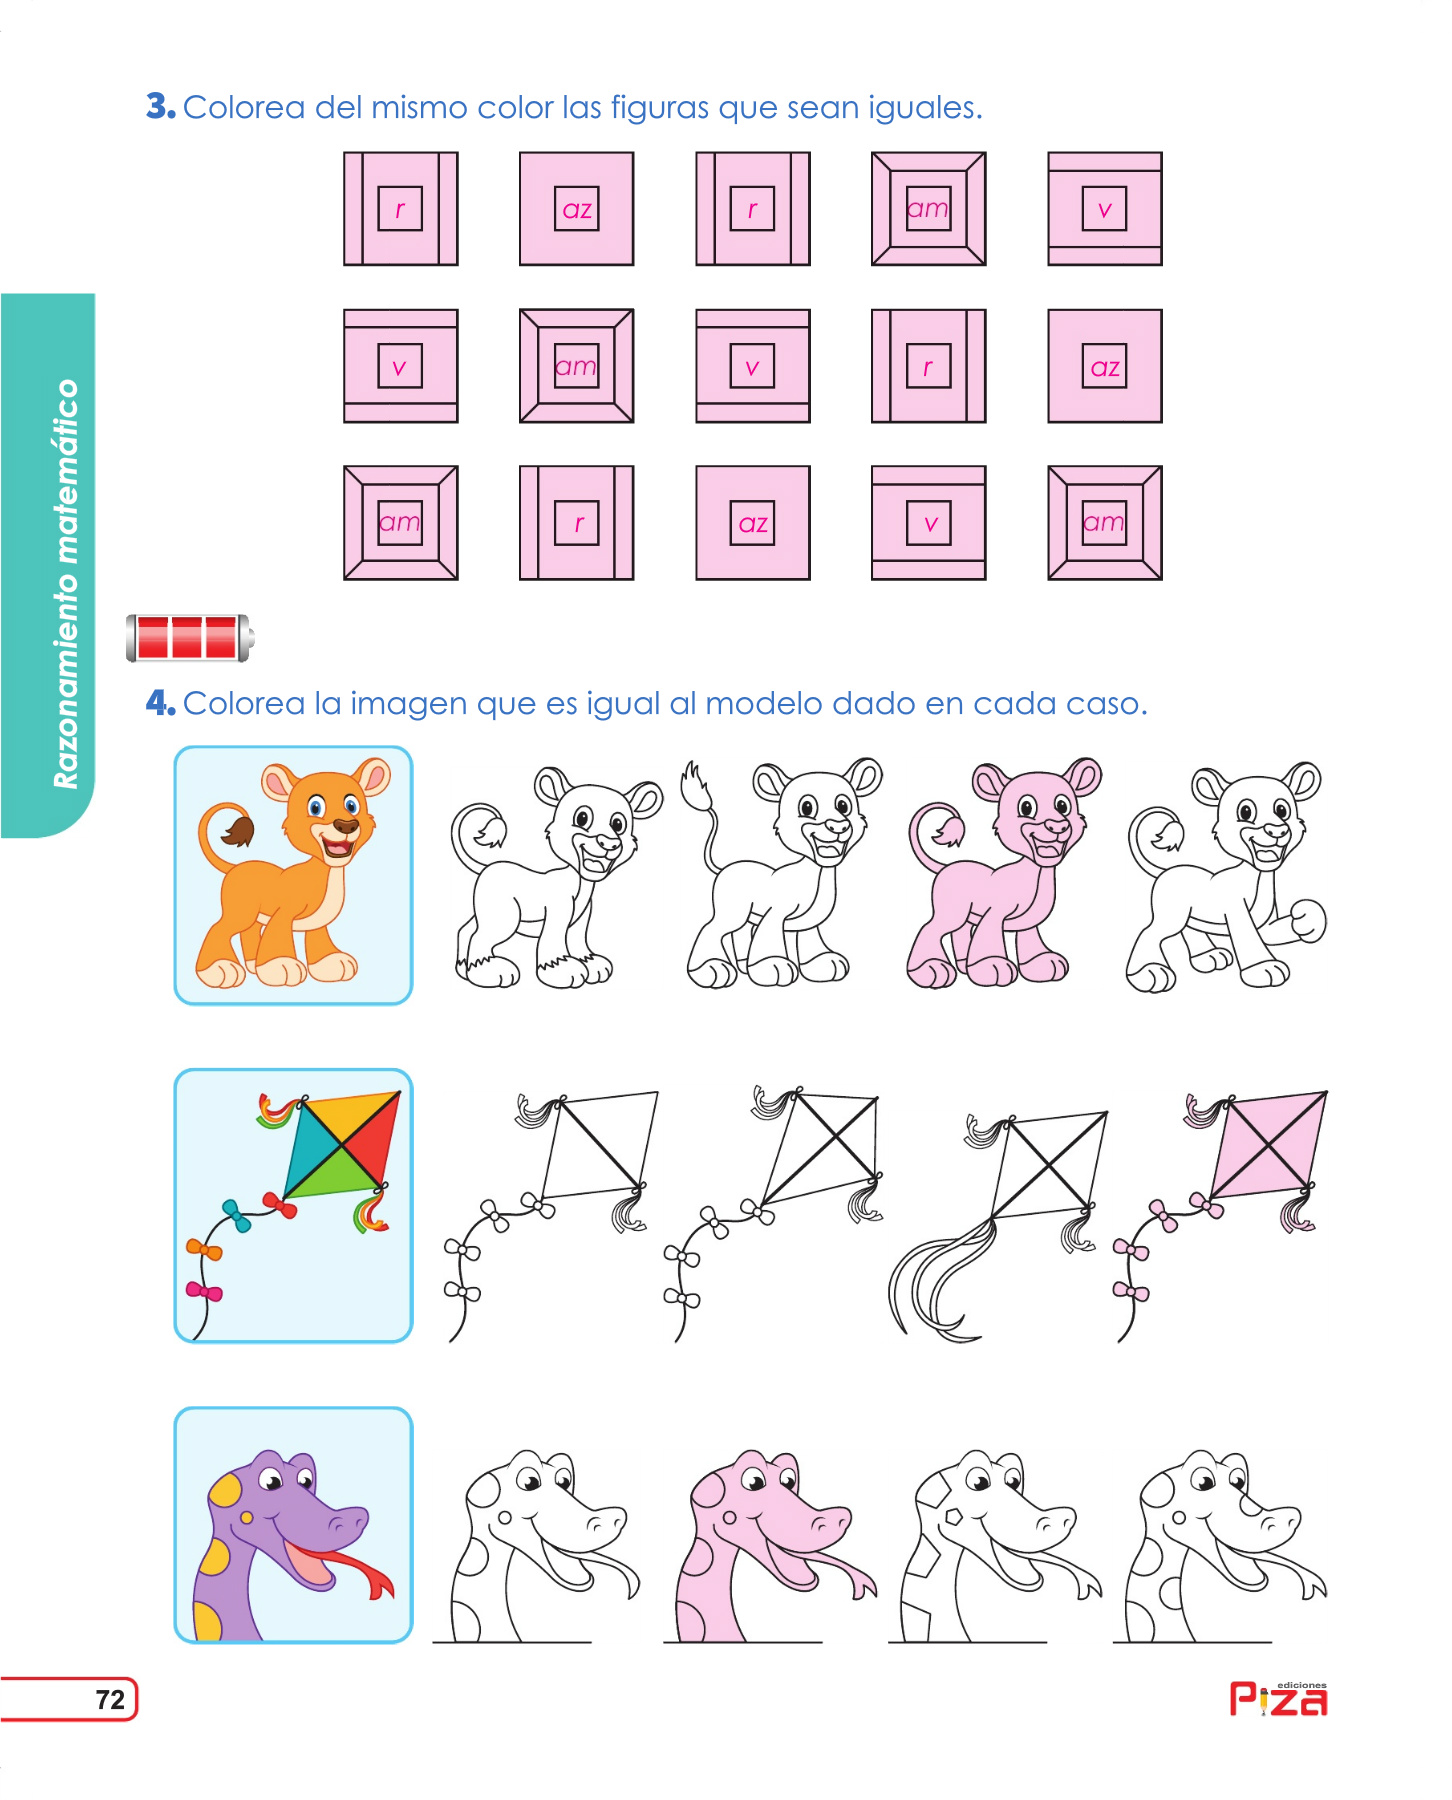 3. Colorea del mismo color las figuras que sean iguales.
r az r am v
v am v r az
am r az v am
Razonamiento matemático
4. Colorea la imagen que es igual al modelo dado en cada caso.
72
ediciones
Piza